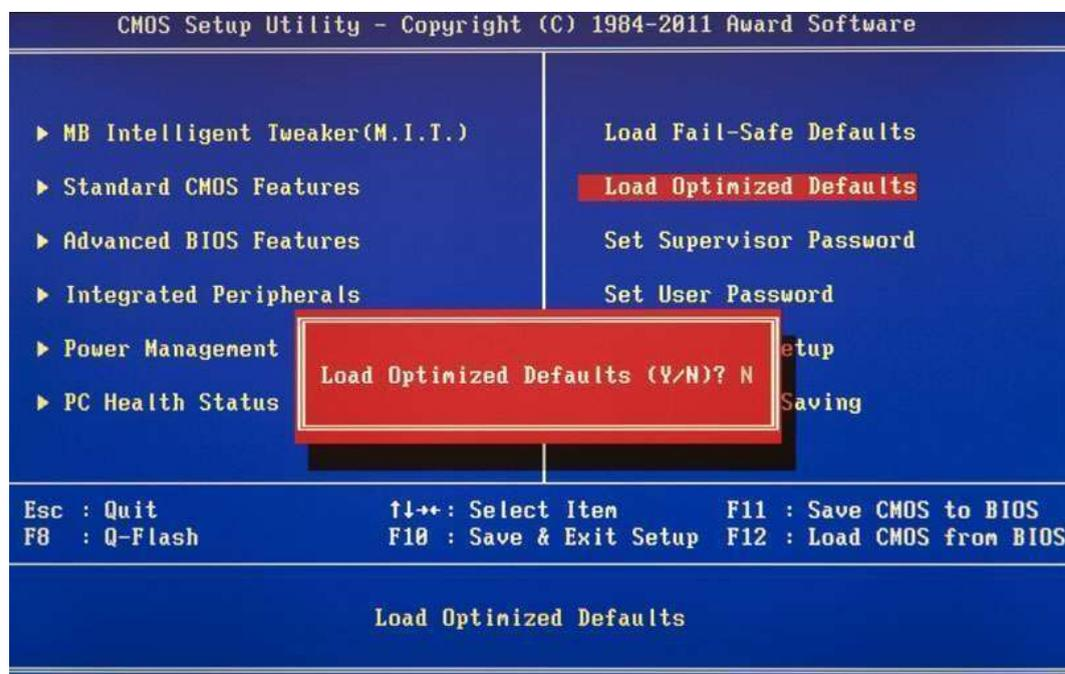 CMOS Setup Utility - Copyright (C) 1984-2011 Award Software
▶ MB Intelligent Tweaker(M.I.T.)
▶ Standard CMOS Features
▶ Advanced BIOS Features
▶ Integrated Peripherals
▶ Power Management
▶ PC Health Status
Load Fail-Safe Defaults
Load Optimized Defaults
Set Supervisor Password
Set User Password
etup
Saving
Load Optimized Defaults (Y/N)? N
Esc : Quit
F8 : Q-Flash
↑↓→←: Select Item
F10 : Save & Exit Setup
F11 : Save CMOS to BIOS
F12 : Load CMOS from BIOS
Load Optimized Defaults